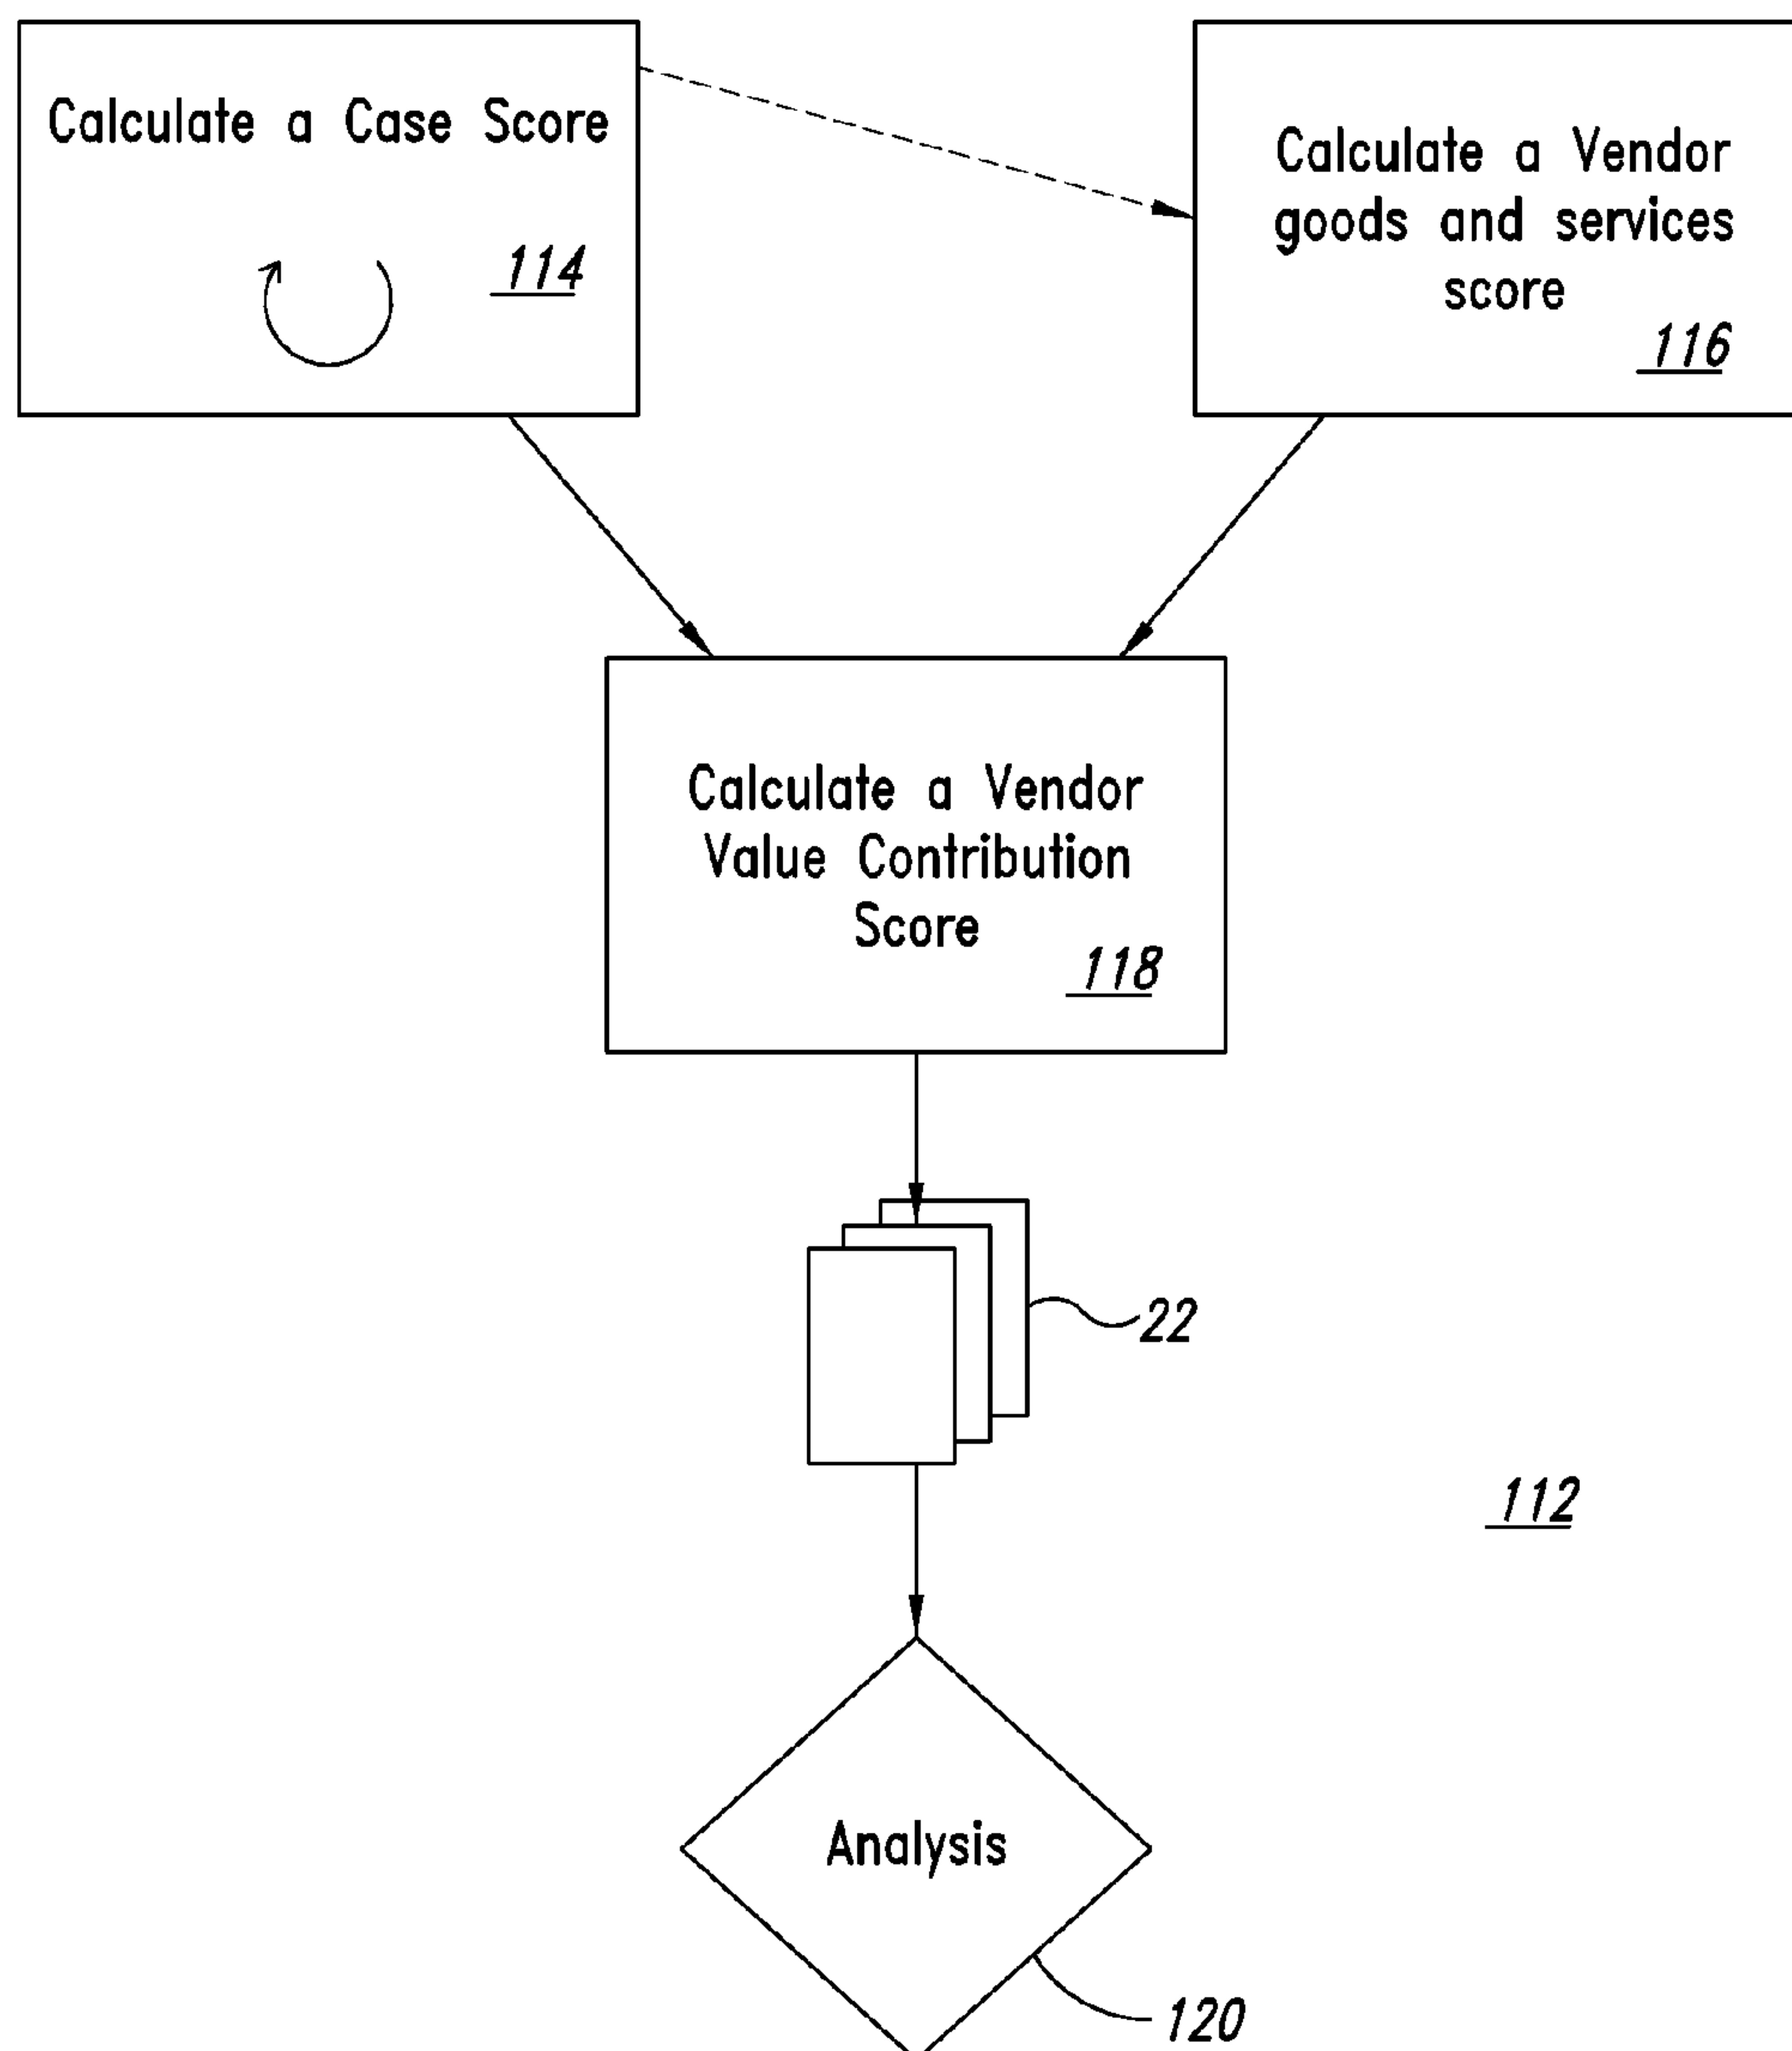 Calculate a Case Score
114
Calculate a Vendor
goods and services
score
116
Calculate a Vendor
Value Contribution
Score
118
22
112
Analysis
120